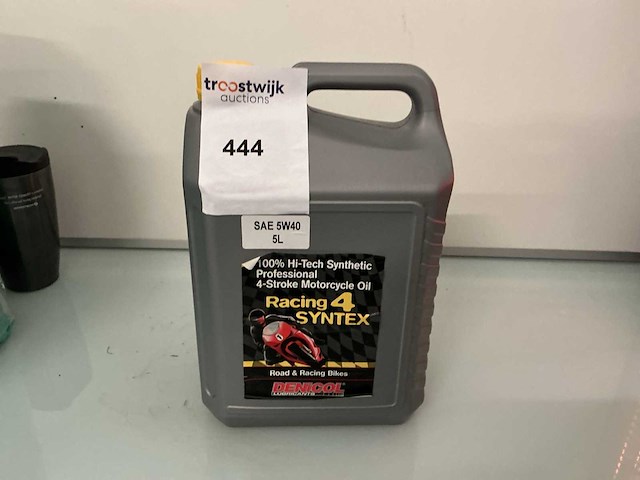 troostwijk
auctions
444
SAE 5W40
5L
100% Hi-Tech Synthetic
Professional
4-Stroke Motorcycle Oil
Racing 4
SYNTEX
Road & Racing Bikes
DENICOL
LUBRICANTS